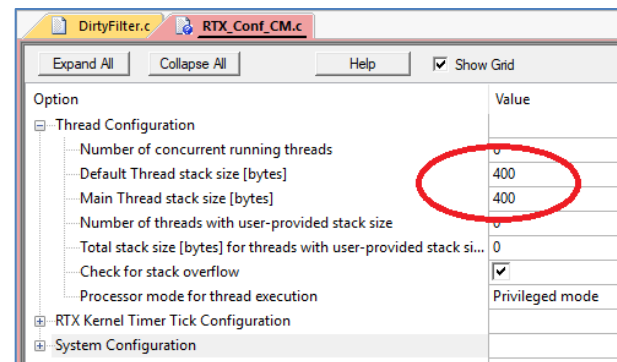 DirtyFilter.c RTX_Conf_CM.c
Expand All Collapse All Help Show Grid
Option Value
Thread Configuration
Number of concurrent running threads
Default Thread stack size [bytes] 400
Main Thread stack size [bytes] 400
Number of threads with user-provided stack size
Total stack size [bytes] for threads with user-provided stack si... 0
Check for stack overflow
Processor mode for thread execution Privileged mode
RTX Kernel Timer Tick Configuration
System Configuration